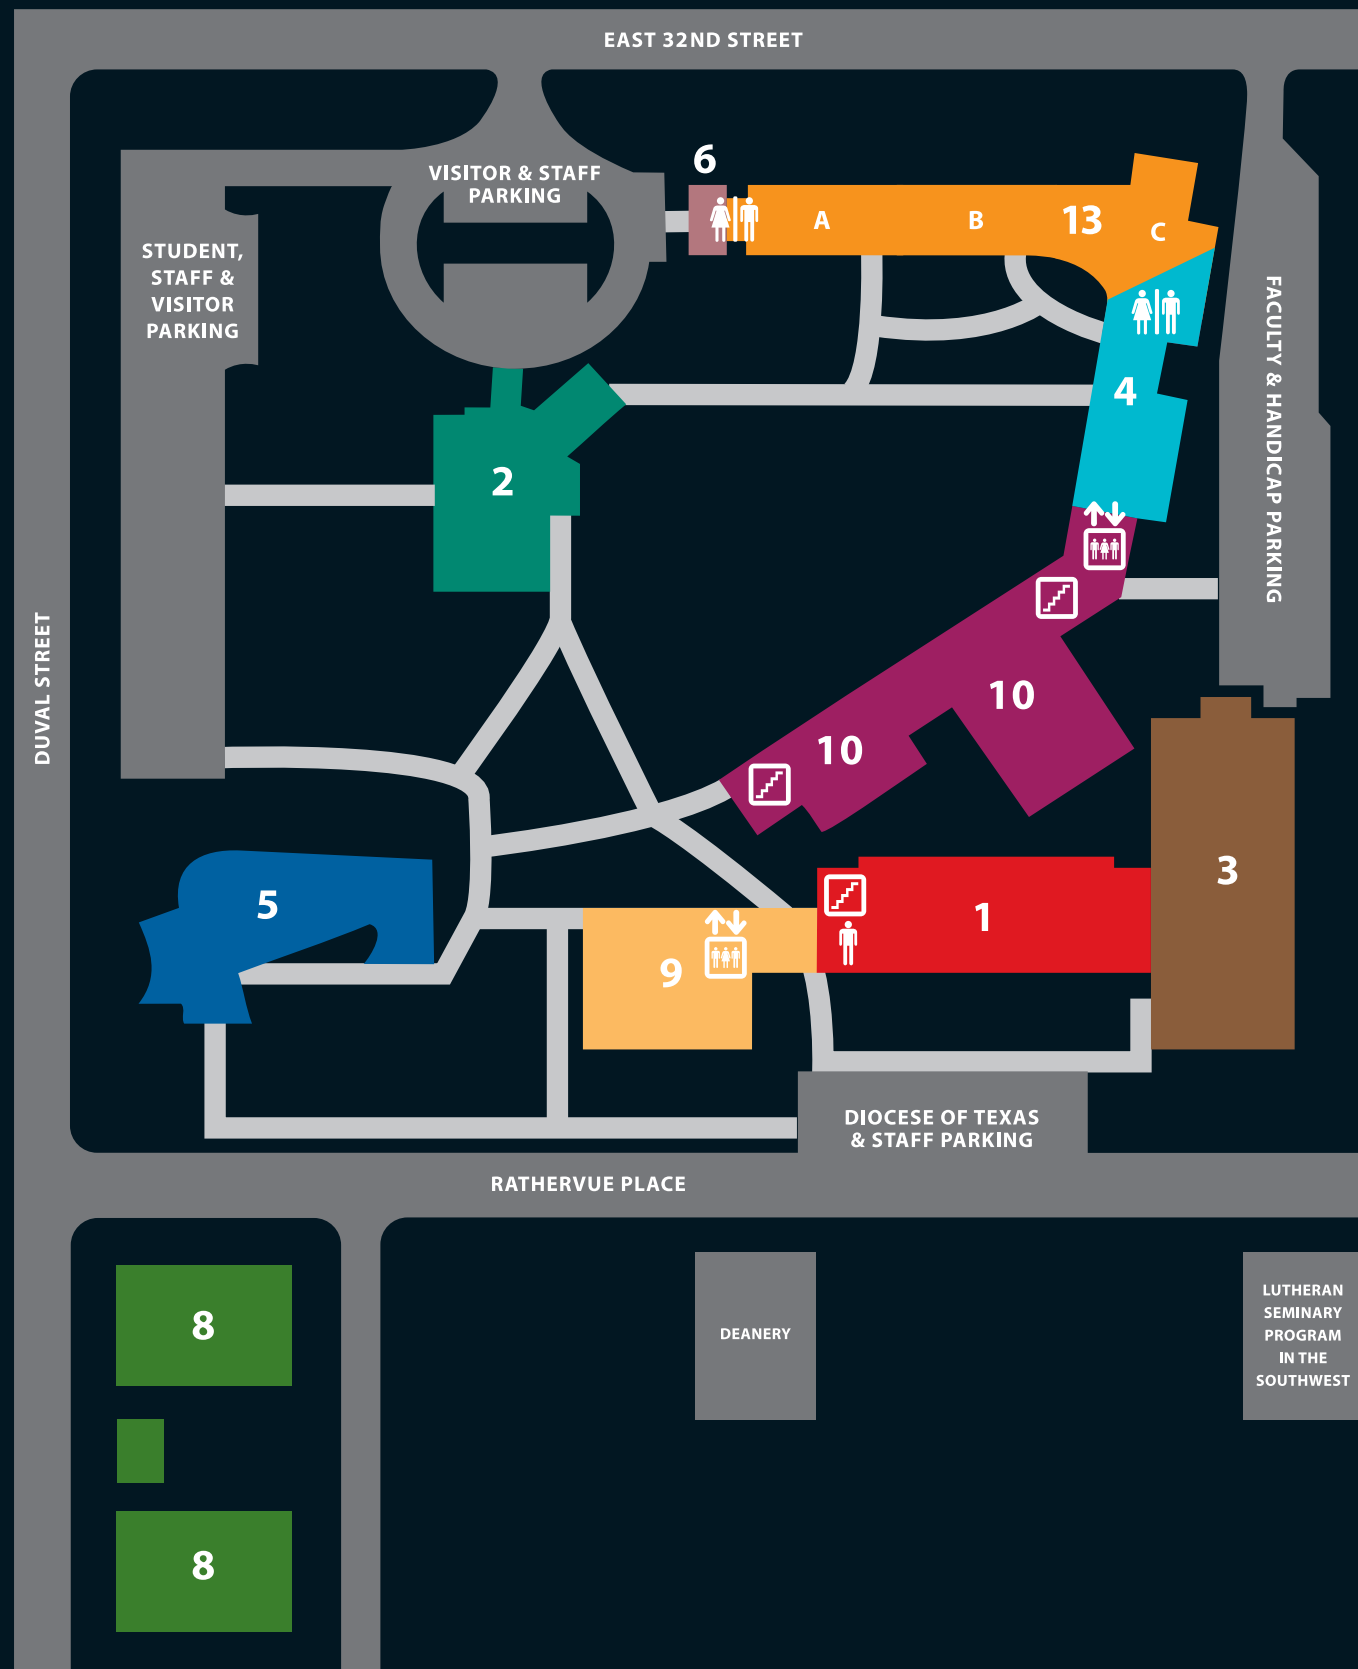 EAST 32ND STREET
6
VISITOR & STAFF
PARKING
A
B
13
C
STUDENT,
STAFF &
VISITOR
PARKING
FACULTY & HANDICAP PARKING
4
2
DUVAL STREET
10
10
3
5
1
9
DIOCESE OF TEXAS
& STAFF PARKING
RATHERVUE PLACE
8
DEANERY
LUTHERAN
SEMINARY
PROGRAM
IN THE
SOUTHWEST
8